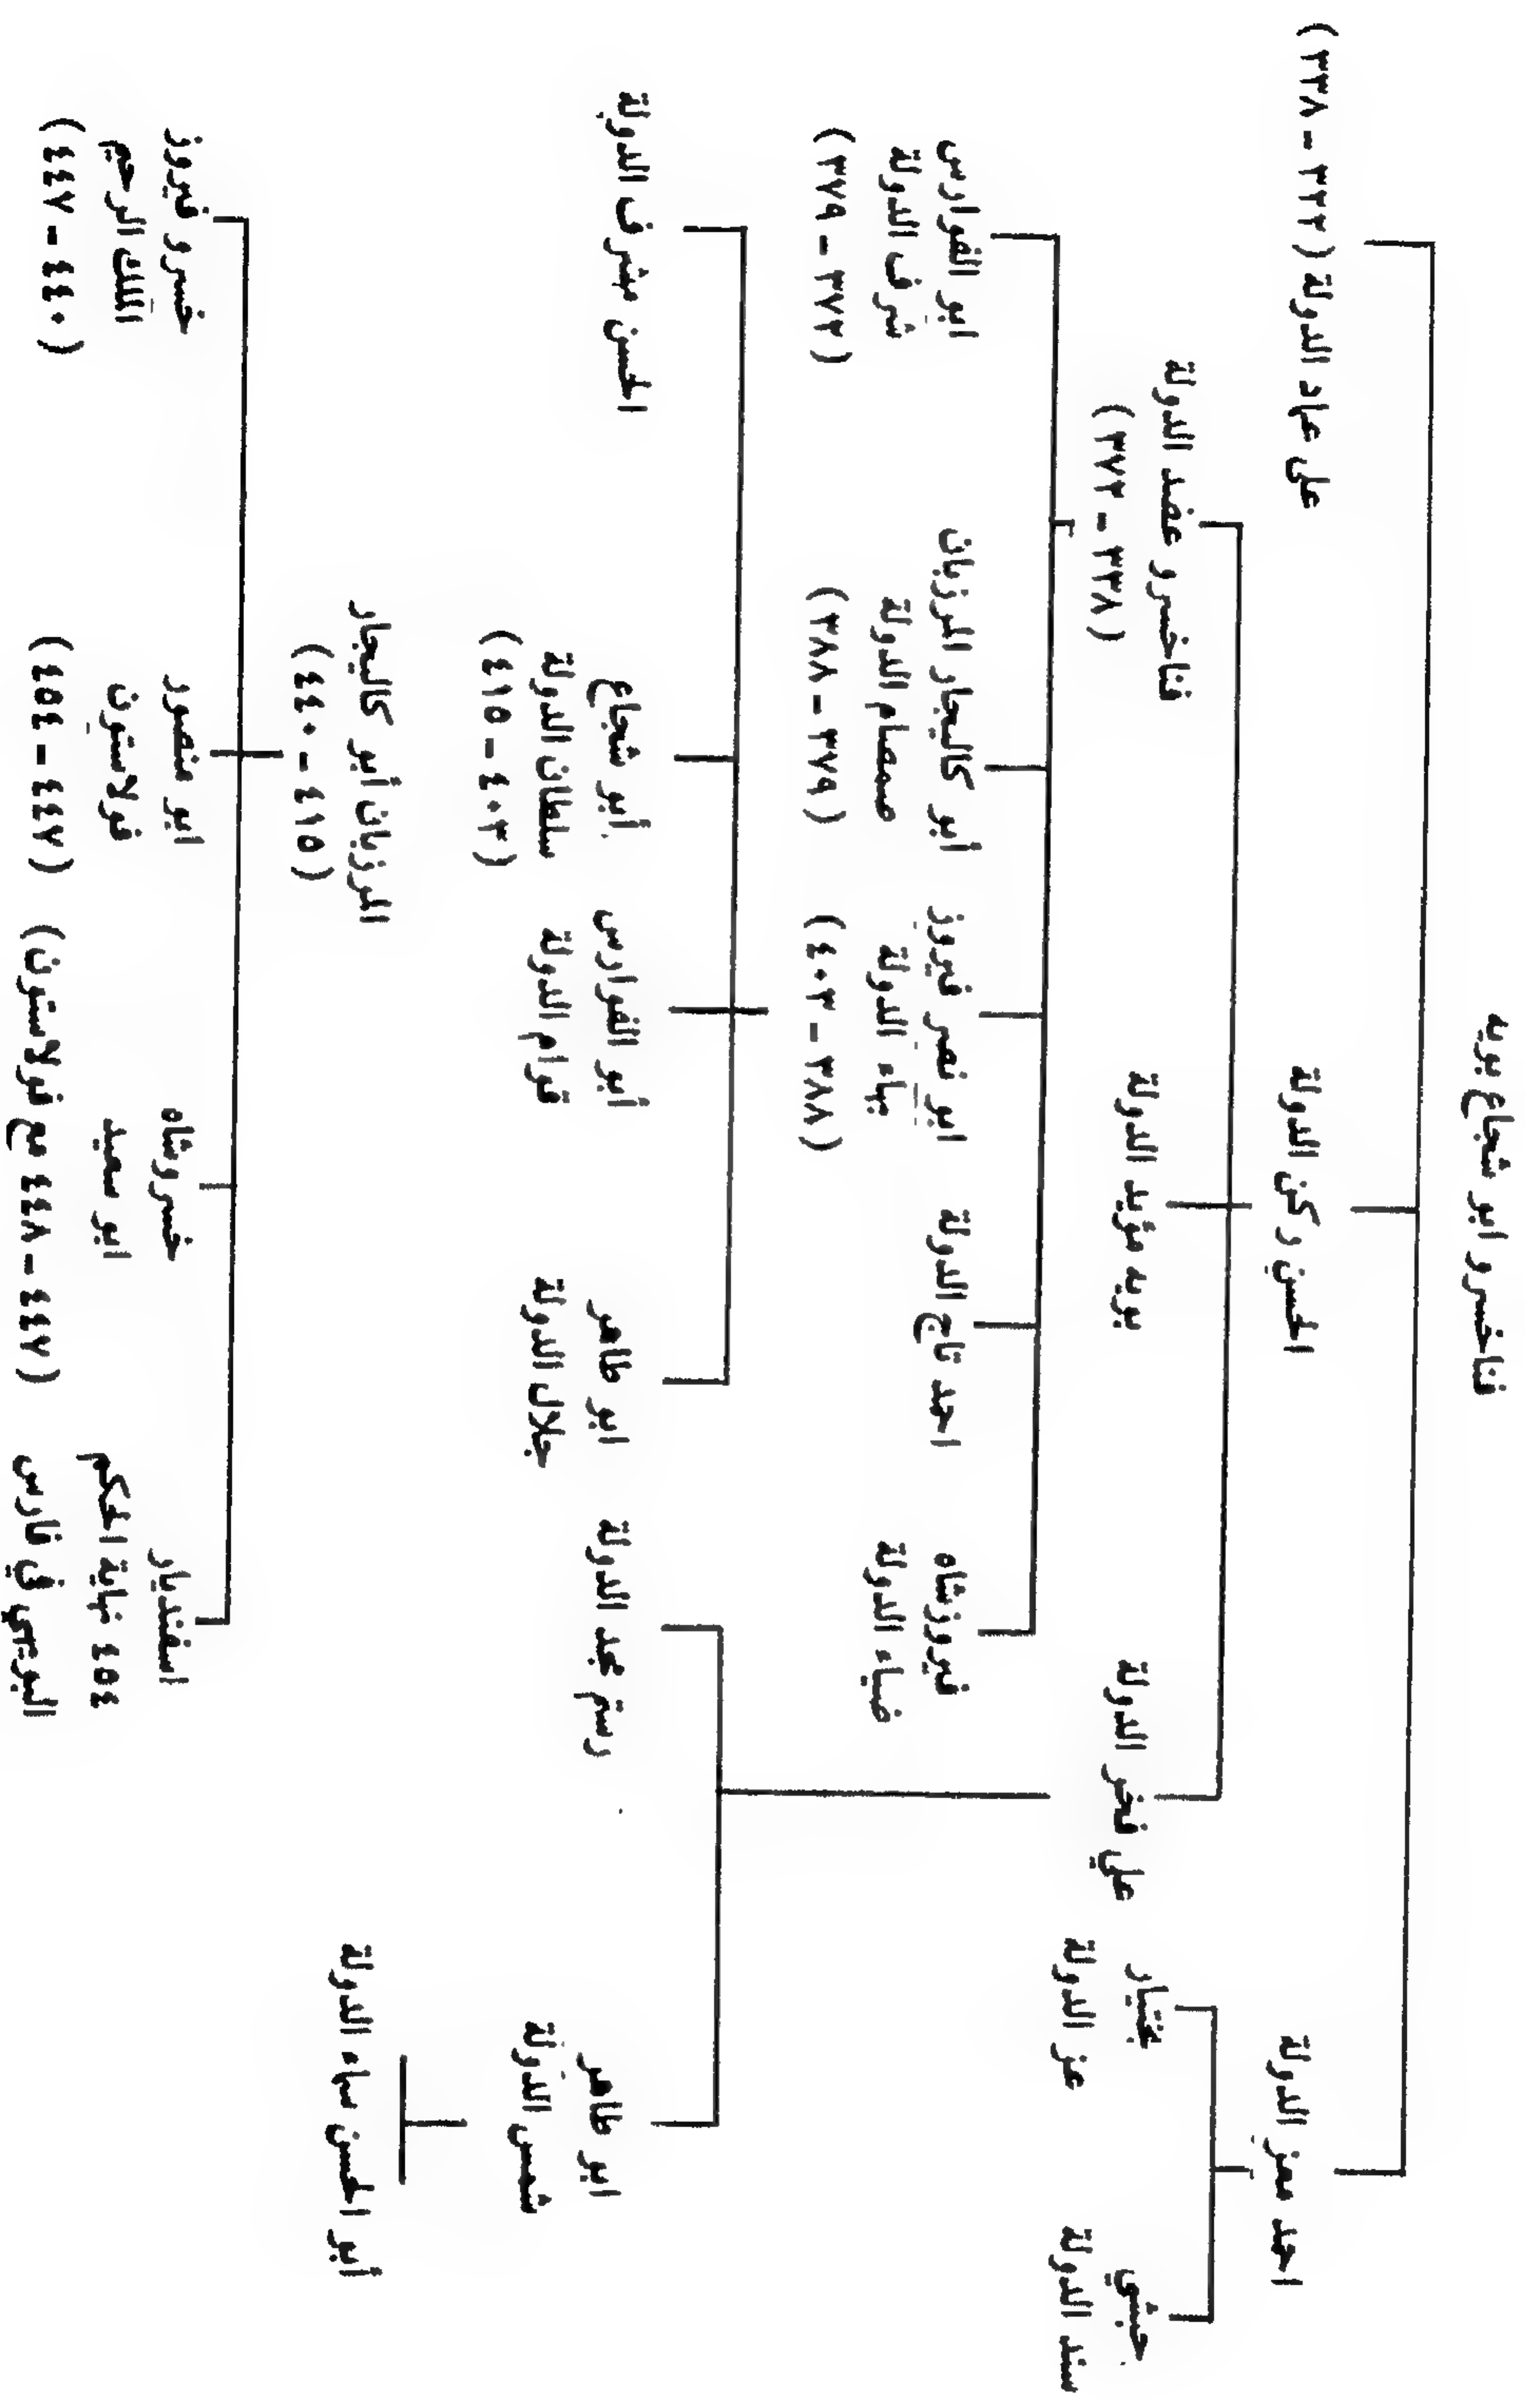 فناخسرو ابو شجاع بويه
احمد معز الدولة
الحسن ركن الدولة
علي عماد الدولة (٣٢٢ - ٣٣٨)
حبشي
سند الدولة
بختيار
عز الدولة
علي فخر الدولة
بويه مؤيد الدولة
فناخسرو عضد الدولة
(٣٣٨ - ٣٧٢)
فيروزشاه
ضياء الدولة
احمد تاج الدولة
ابو نصر فيروز
بهاء الدولة
(٣٨٨ - ٤٠٣)
أبو كاليجار المرزبان
صمصام الدولة
(٣٧٩ - ٣٨٨)
ابو الفوارس
شرف الدولة
(٣٧٢ - ٣٧٩)
ابو طاهر
شمس الدولة
رستم مجد الدولة
ابو طاهر
جلال الدولة
أبو الفوارس
قوام الدولة
أبو شجاع
سلطان الدولة
(٤٠٣ - ٤١٥)
الحسن مشرف الدولة
أبو الحسن سماء الدولة
المرزبان أبو كاليجار
(٤١٥ - ٤٤٠)
اسفنديار
٤٥٤ نهاية الحكم
البويهي في فارس
خسروشاه
ابو سعيد
(٤٤٧ - ٤٤٨ مع فولاستون)
ابو منصور
فولاستون
(٤٤٧ - ٤٥٤)
خسرو فيروز
الملك الرحيم
(٤٤٠ - ٤٤٧)